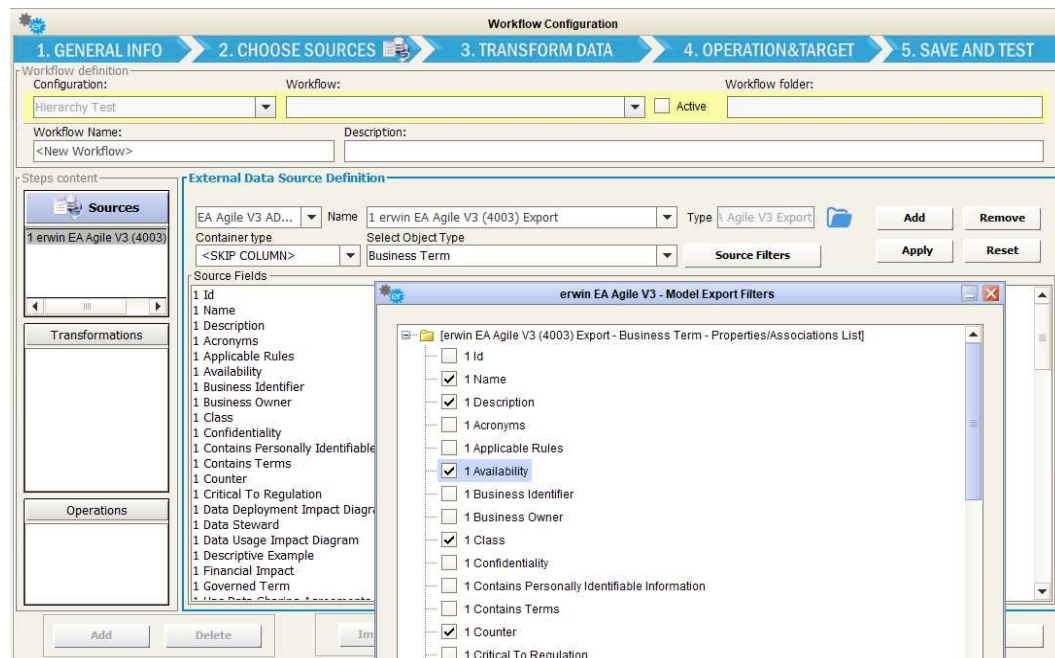 Workflow Configuration
1. GENERAL INFO 2. CHOOSE SOURCES 3. TRANSFORM DATA 4. OPERATION&TARGET 5. SAVE AND TEST
Workflow definition
Configuration: Workflow: Workflow folder:
Hierarchy Test Active
Workflow Name: Description:
<New Workflow>
Steps content External Data Source Definition
Sources
EA Agile V3 AD... Name 1 erwin EA Agile V3 (4003) Export Type Agile V3 Export Add Remove
1 erwin EA Agile V3 (4003) Container type Select Object Type
<SKIP COLUMN> Business Term Source Filters Apply Reset
Source Fields
1 Id
1 Name
1 Description
1 Acronyms
1 Applicable Rules
1 Availability
1 Business Identifier
1 Business Owner
1 Class
1 Confidentiality
1 Contains Personally Identifiable
1 Contains Terms
1 Counter
1 Critical To Regulation
1 Data Deployment Impact Diagra
1 Data Steward
1 Data Usage Impact Diagram
1 Descriptive Example
1 Financial Impact
1 Governed Term
Transformations
Operations
Add Delete Im
erwin EA Agile V3 - Model Export Filters
[erwin EA Agile V3 (4003) Export - Business Term - Properties/Associations List]
1 Id
1 Name
1 Description
1 Acronyms
1 Applicable Rules
1 Availability
1 Business Identifier
1 Business Owner
1 Class
1 Confidentiality
1 Contains Personally Identifiable Information
1 Contains Terms
1 Counter
1 Critical To Regulation